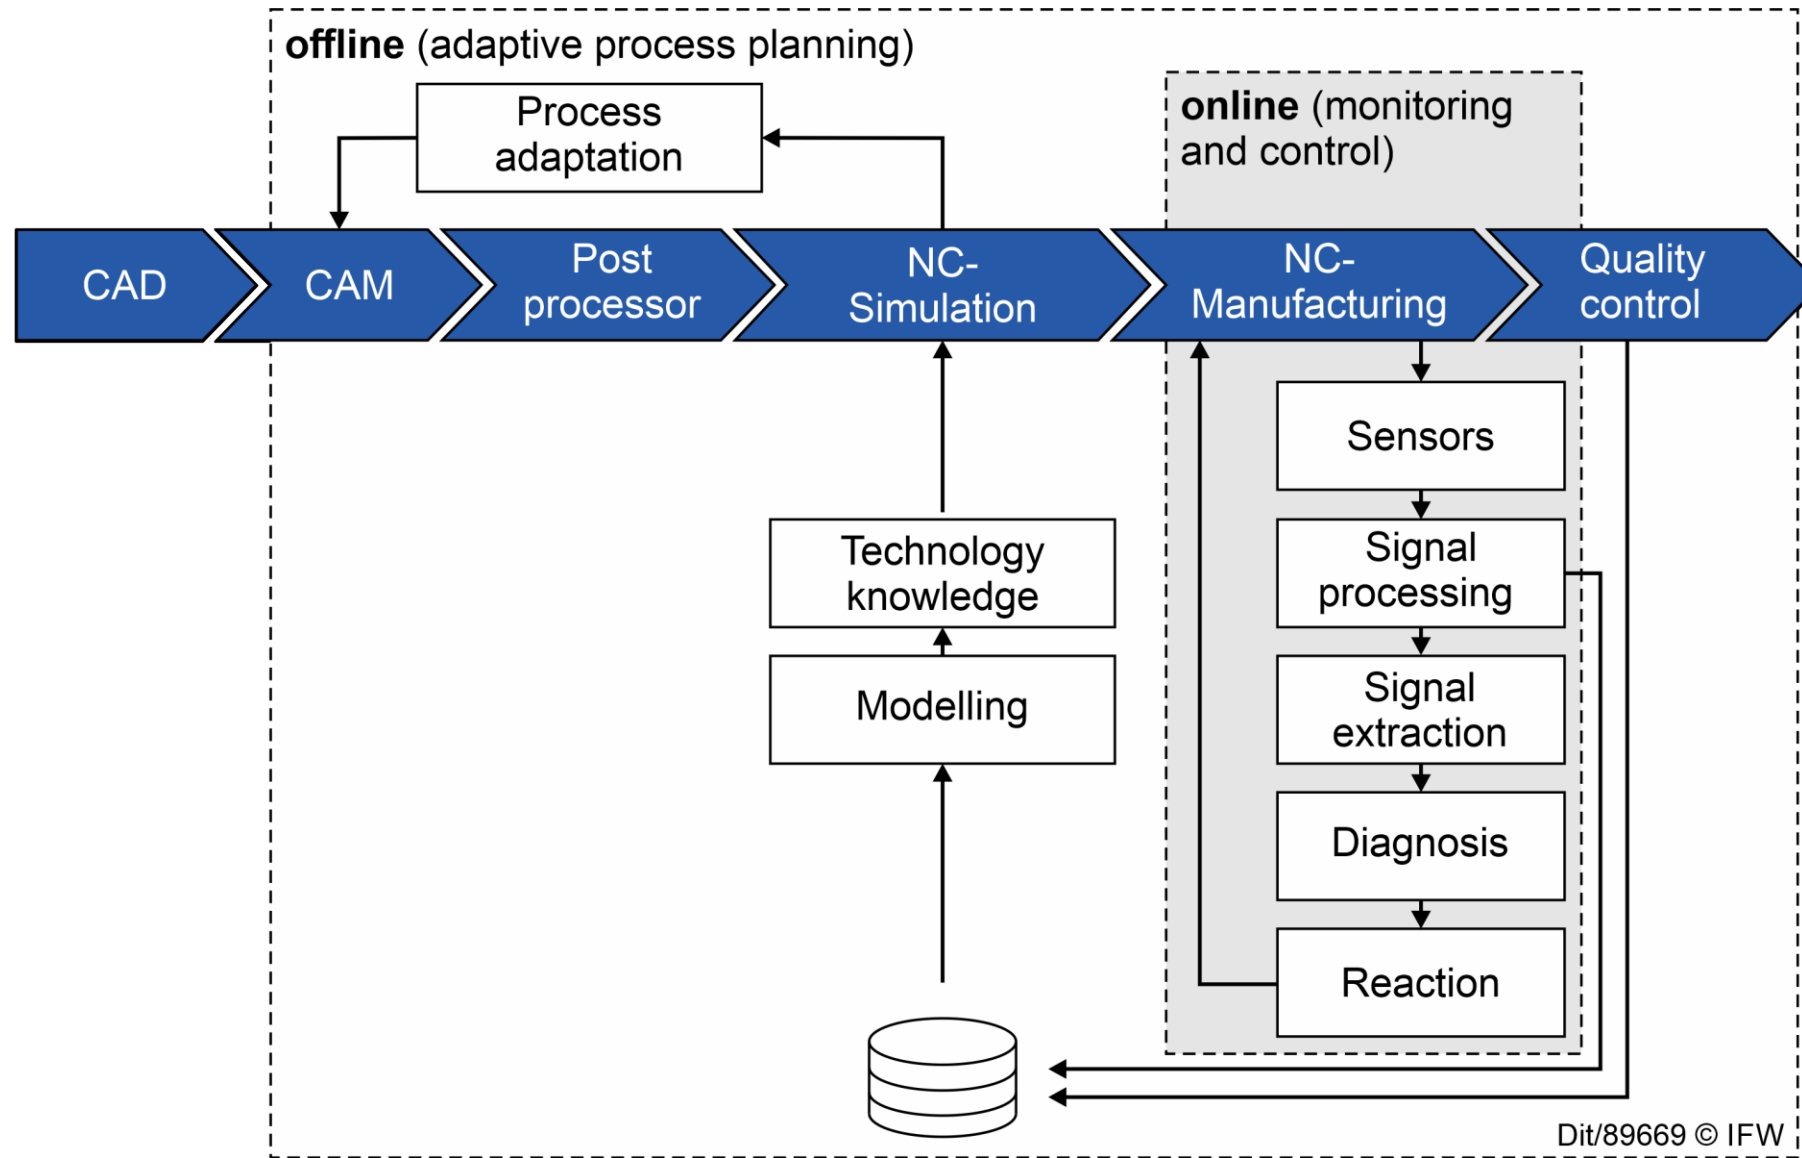 offline (adaptive process planning)
Process
adaptation
online (monitoring
and control)
CAD
CAM
Post
processor
NC-
Simulation
NC-
Manufacturing
Quality
control
Sensors
Technology
knowledge
Signal
processing
Modelling
Signal
extraction
Diagnosis
Reaction
Dit/89669 © IFW